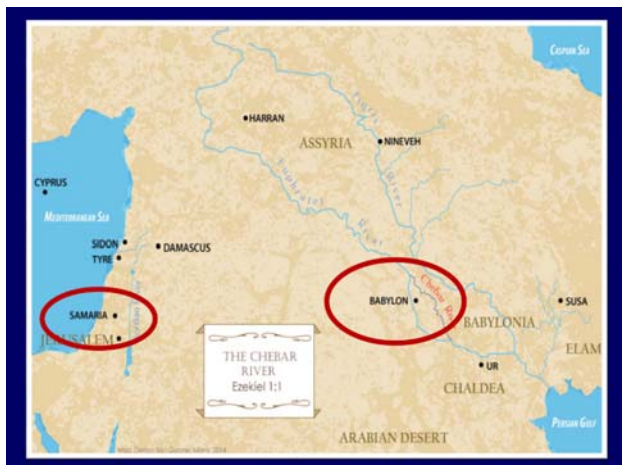 CASPIAN SEA
HARRAN
Tigris
River
ASSYRIA
NINEVEH
Euphrates
River
CYPRUS
MEDITERRANEAN SEA
SIDON
DAMASCUS
TYRE
Jordan River
SAMARIA
JERUSALEM
BABYLON
Chebar
BABYLONIA
SUSA
ELAM
THE CHEBAR
RIVER
Ezekiel 1:1
UR
CHALDEA
PERSIAN GULF
ARABIAN DESERT